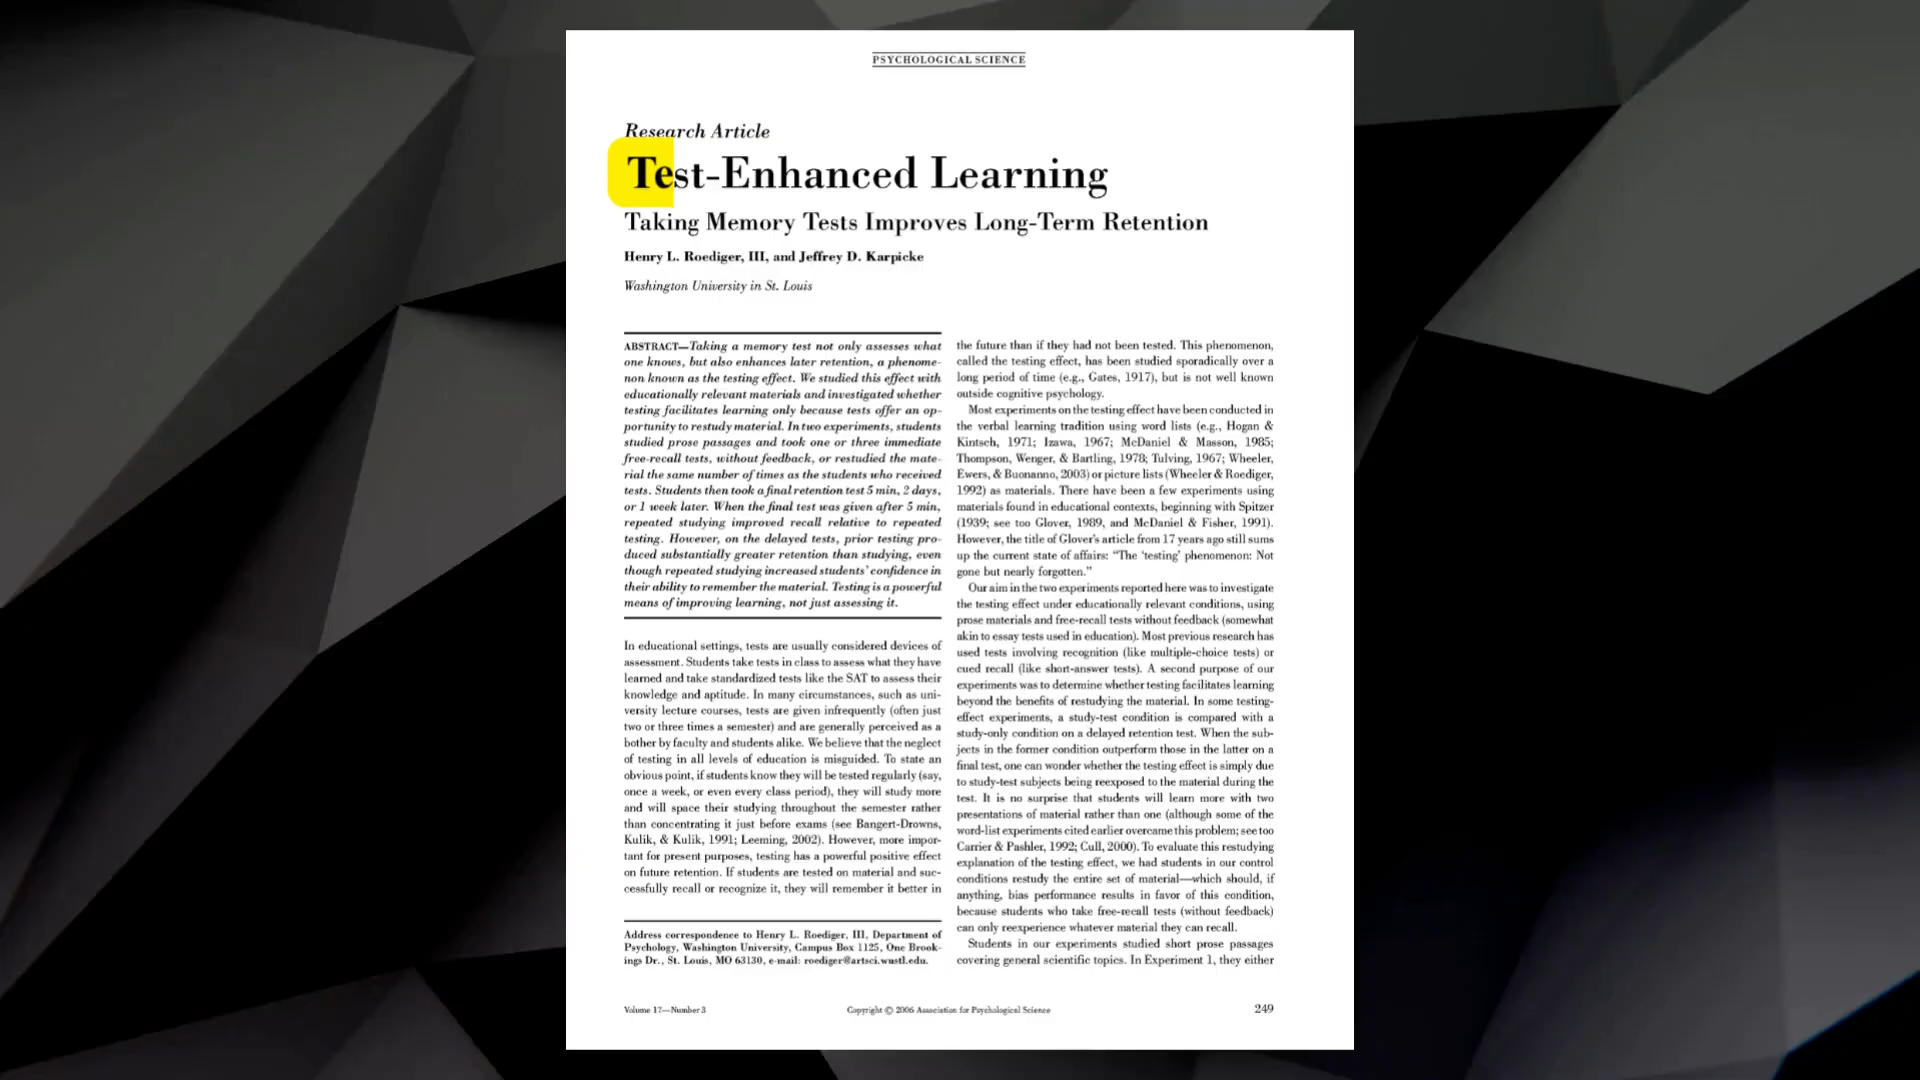 PSYCHOLOGICAL SCIENCE
Research Article
Test-Enhanced Learning
Taking Memory Tests Improves Long-Term Retention
Henry L. Roediger, III, and Jeffrey D. Karpicke
Washington University in St. Louis
ABSTRACT—Taking a memory test not only assesses what
one knows, but also enhances later retention, a phenome-
non known as the testing effect. We studied this effect with
educationally relevant materials and investigated whether
testing facilitates learning only because tests offer an op-
portunity to restudy material. In two experiments, students
studied prose passages and took one or three immediate
free-recall tests, without feedback, or restudied the mate-
rial the same number of times as the students who received
tests. Students then took a final retention test 5 min, 2 days,
or 1 week later. When the final test was given after 5 min,
repeated studying improved recall relative to repeated
testing. However, on the delayed tests, prior testing pro-
duced substantially greater retention than studying, even
though repeated studying increased students' confidence in
their ability to remember the material. Testing is a powerful
means of improving learning, not just assessing it.
In educational settings, tests are usually considered devices of
assessment. Students take tests in class to assess what they have
learned and take standardized tests like the SAT to assess their
knowledge and aptitude. In many circumstances, such as uni-
versity lecture courses, tests are given infrequently (often just
two or three times a semester) and are generally perceived as a
bother by faculty and students alike. We believe that the neglect
of testing in all levels of education is misguided. To state an
obvious point, if students know they will be tested regularly (say,
once a week, or even every class period), they will study more
and will space their studying throughout the semester rather
than concentrating it just before exams (see Bangert-Drowns,
Kulik, & Kulik, 1991; Leeming, 2002). However, more impor-
tant for present purposes, testing has a powerful positive effect
on future retention. If students are tested on material and suc-
cessfully recall or recognize it, they will remember it better in
Address correspondence to Henry L. Roediger, III, Department of
Psychology, Washington University, Campus Box 1125, One Brook-
ings Dr., St. Louis, MO 63130, e-mail: roediger@artsci.wustl.edu.
the future than if they had not been tested. This phenomenon,
called the testing effect, has been studied sporadically over a
long period of time (e.g., Gates, 1917), but is not well known
outside cognitive psychology.
Most experiments on the testing effect have been conducted in
the verbal learning tradition using word lists (e.g., Hogan &
Kintsch, 1971; Izawa, 1967; McDaniel & Masson, 1985;
Thompson, Wenger, & Bartling, 1978; Tulving, 1967; Wheeler,
Ewers, & Buonanno, 2003) or picture lists (Wheeler & Roediger,
1992) as materials. There have been a few experiments using
materials found in educational contexts, beginning with Spitzer
(1939; see too Glover, 1989, and McDaniel & Fisher, 1991).
However, the title of Glover's article from 17 years ago still sums
up the current state of affairs: "The 'testing' phenomenon: Not
gone but nearly forgotten."
Our aim in the two experiments reported here was to investigate
the testing effect under educationally relevant conditions, using
prose materials and free-recall tests without feedback (somewhat
akin to essay tests used in education). Most previous research has
used tests involving recognition (like multiple-choice tests) or
cued recall (like short-answer tests). A second purpose of our
experiments was to determine whether testing facilitates learning
beyond the benefits of restudying the material. In some testing-
effect experiments, a study-test condition is compared with a
study-only condition on a delayed retention test. When the sub-
jects in the former condition outperform those in the latter on a
final test, one can wonder whether the testing effect is simply due
to study-test subjects being reexposed to the material during the
test. It is no surprise that students will learn more with two
presentations of material rather than one (although some of the
word-list experiments cited earlier overcame this problem; see too
Carrier & Pashler, 1992; Cull, 2000). To evaluate this restudying
explanation of the testing effect, we had students in our control
conditions restudy the entire set of material—which should, if
anything, bias performance results in favor of this condition,
because students who take free-recall tests (without feedback)
can only reexperience whatever material they can recall.
Students in our experiments studied short prose passages
covering general scientific topics. In Experiment 1, they either
Volume 17—Number 3
Copyright © 2006 Association for Psychological Science
249